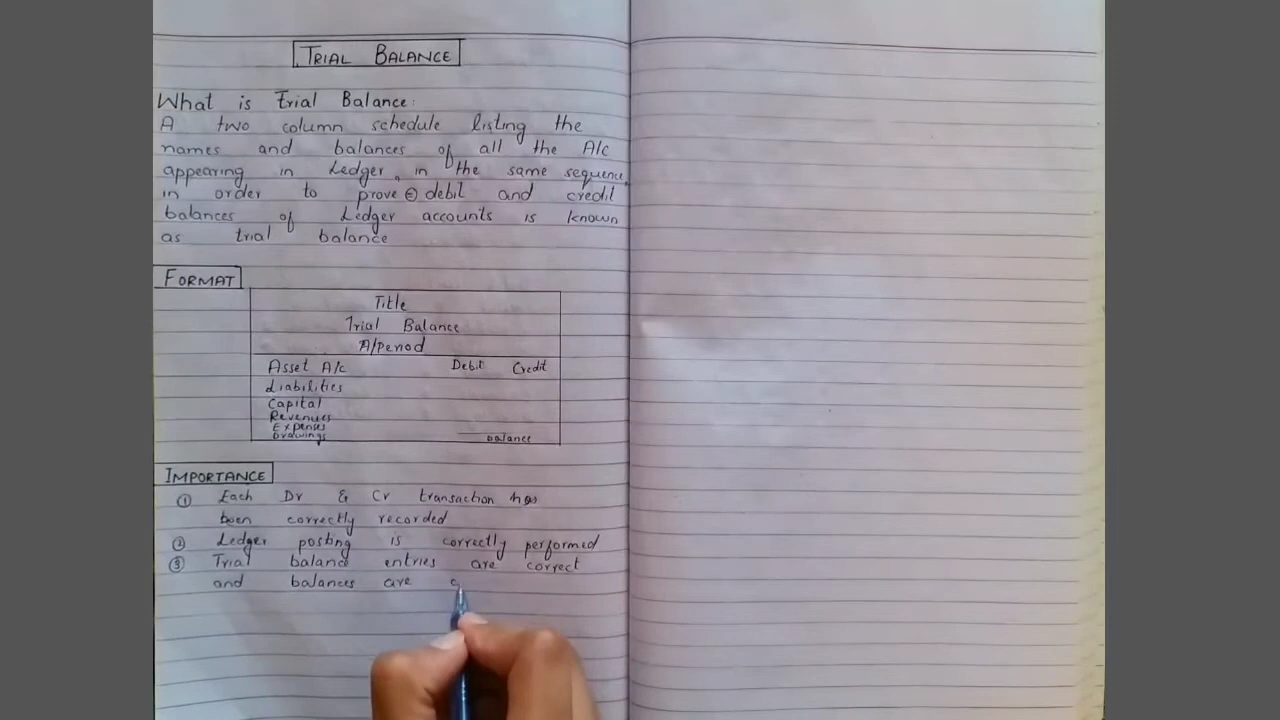 TRIAL BALANCE
What is Trial Balance:
A two column schedule listing the
names and balances of all the A/c
appearing in Ledger, in the same sequence,
in order to prove debit and credit
balances of Ledger accounts is known
as trial balance
FORMAT
Title
Trial Balance
A/period
Asset A/c Debit Credit
Liabilities
Capital
Revenues
Expenses
Drawings balance
IMPORTANCE
① Each Dr & Cr transaction has
been correctly recorded
② Ledger posting is correctly performed
③ Trial balance entries are correct
and balances are